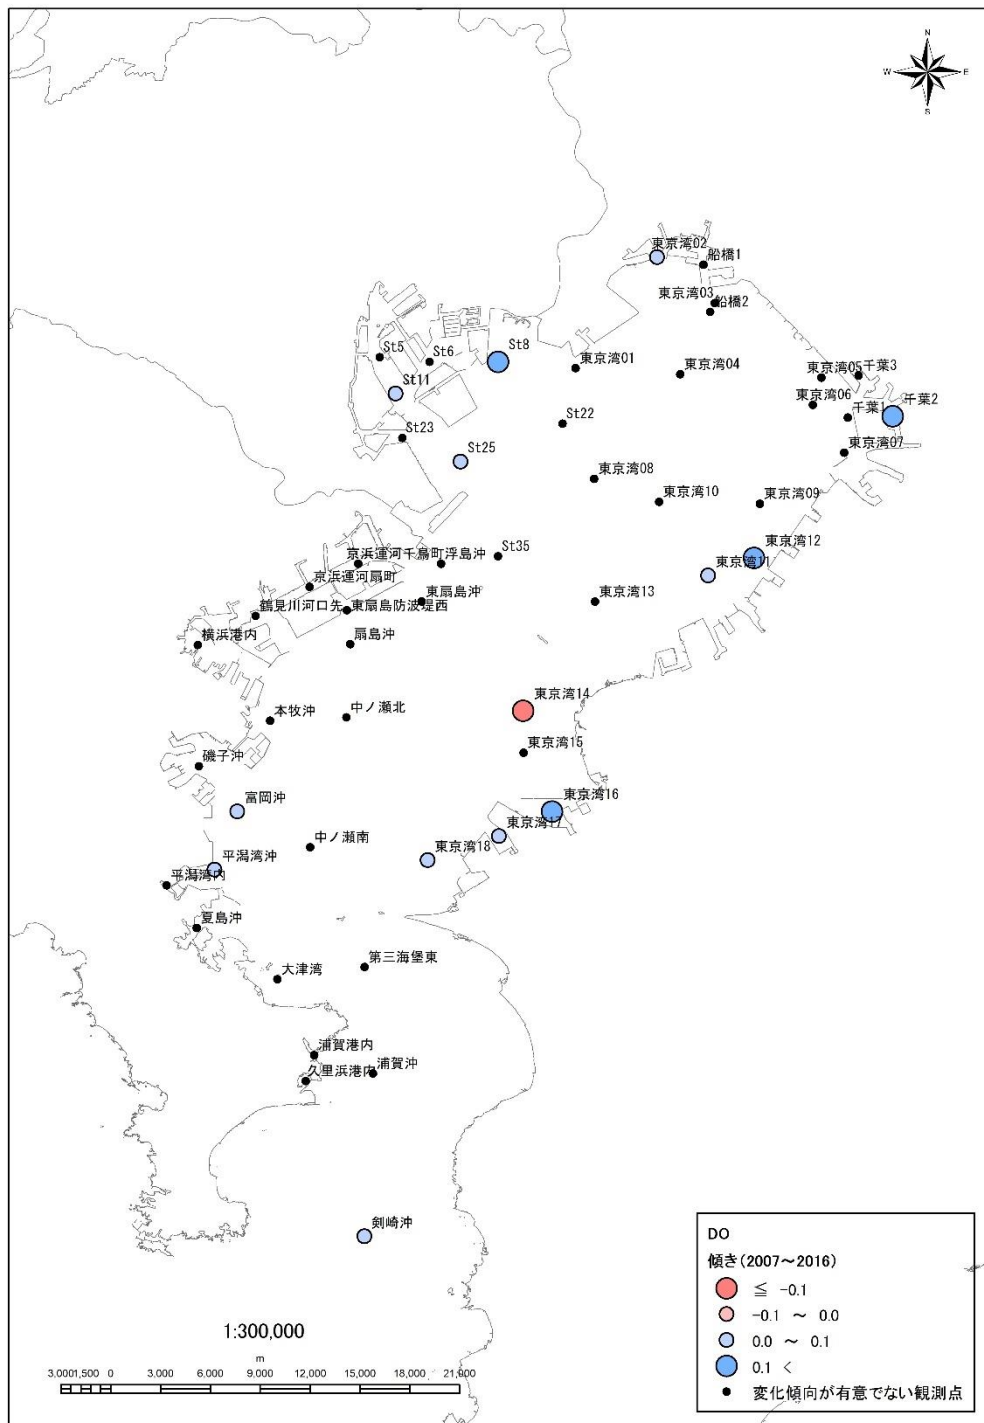 N
W
E
S
東京湾02
船橋1
東京湾03
船橋2
St5
St6
St8
東京湾01
東京湾04
東京湾05
千葉3
St11
東京湾06
千葉1
千葉2
St22
St23
東京湾07
St25
東京湾08
東京湾10
東京湾09
東京湾12
St35
京浜運河千鳥町
浮島沖
東京湾11
京浜運河扇町
東扇島沖
東京湾13
鶴見川河口先
東扇島防波堤西
横浜港内
扇島沖
東京湾14
本牧沖
中ノ瀬北
東京湾15
磯子沖
富岡沖
東京湾16
東京湾17
中ノ瀬南
東京湾18
平潟湾沖
平潟湾内
夏島沖
第三海堡東
大津湾
浦賀港内
浦賀沖
久里浜港内
剣崎沖
1:300,000
m
3,000 1,500 0 3,000 6,000 9,000 12,000 15,000 18,000 21,000
DO
傾き(2007～2016)
≦ -0.1
-0.1 ～ 0.0
0.0 ～ 0.1
0.1 <
変化傾向が有意でない観測点